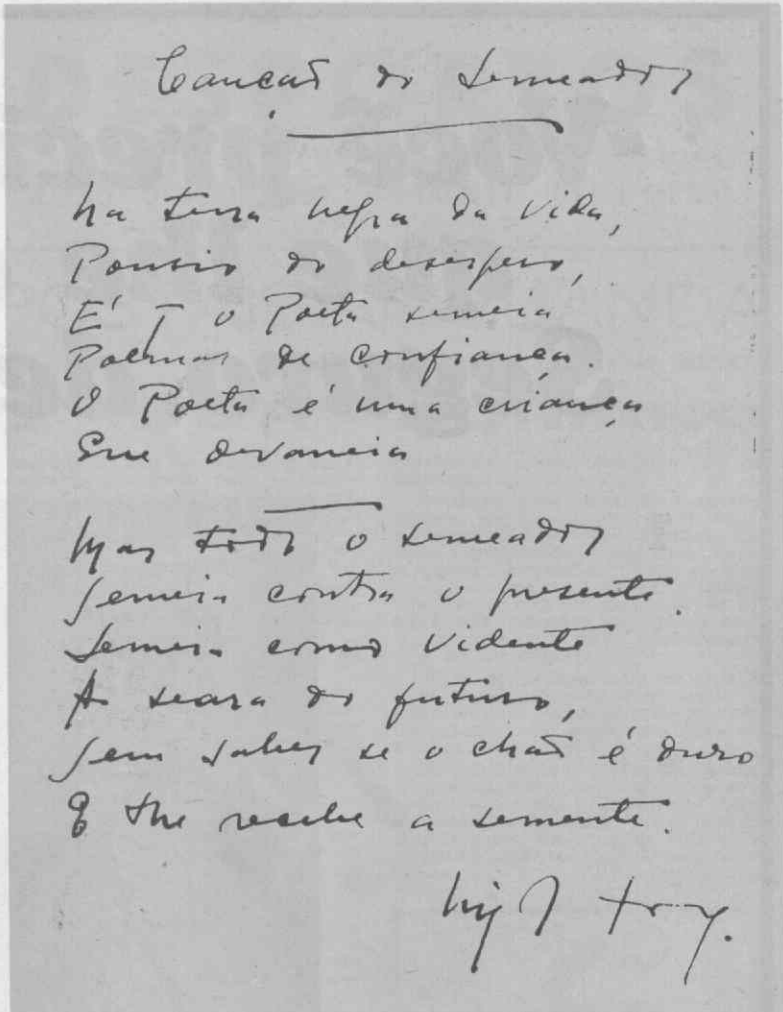 Canção do Semeador
Na terra negra da vida,
Pousio do desespero,
É q o Poeta semeia
Poemas de confiança.
O Poeta é uma criança
Que devaneia
Mas todo o semeador
Semeia contra o presente.
Semeia como vidente
A seara do futuro,
Sem saber se o chão é duro
E lhe recebe a semente.
Miguel Torga.